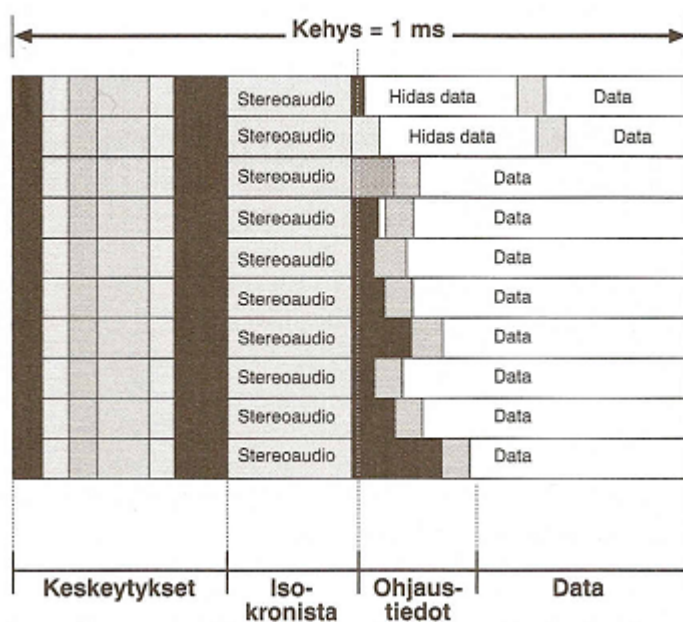 Kehys = 1 ms
Stereoaudio Hidas data Data
Stereoaudio Hidas data Data
Stereoaudio Data
Stereoaudio Data
Stereoaudio Data
Stereoaudio Data
Stereoaudio Data
Stereoaudio Data
Stereoaudio Data
Stereoaudio Data
Keskeytykset Iso- Ohjaus- Data
kronista tiedot